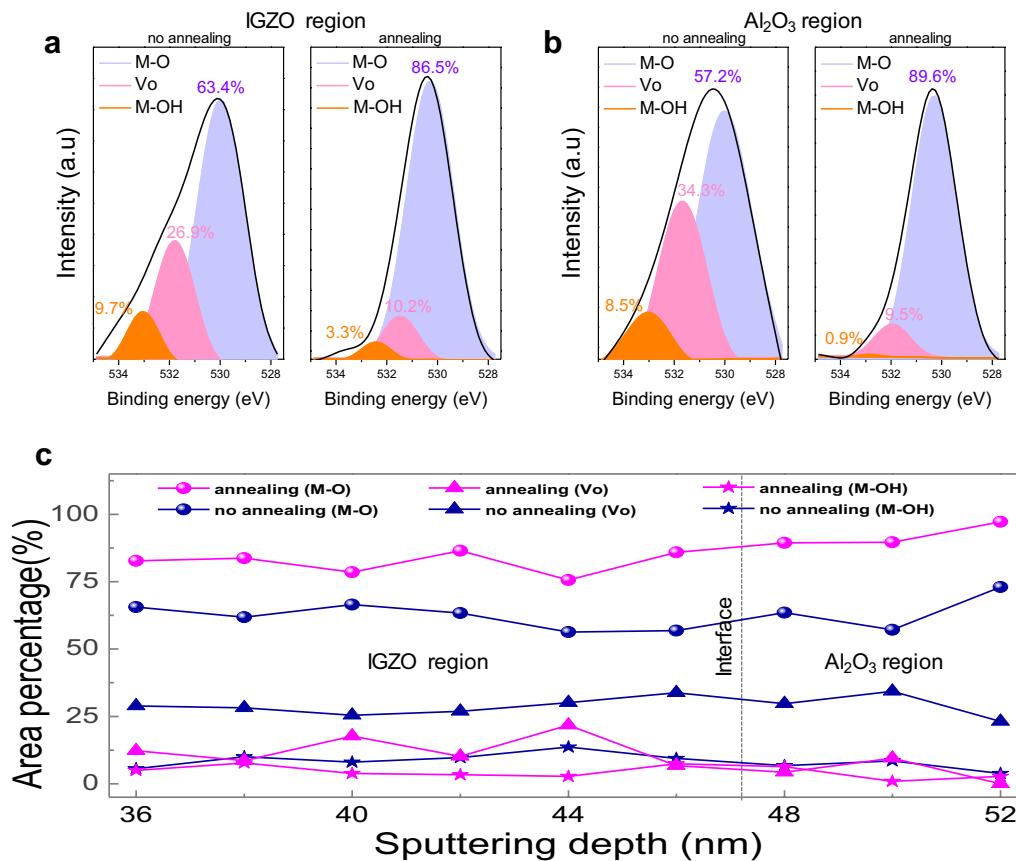 IGZO region
Al₂O₃ region
a
no annealing
annealing
b
no annealing
annealing
M-O
Vo
M-OH
63.4%
26.9%
9.7%
M-O
Vo
M-OH
86.5%
10.2%
3.3%
M-O
Vo
M-OH
57.2%
34.3%
8.5%
M-O
Vo
M-OH
89.6%
9.5%
0.9%
Intensity (a.u)
Intensity (a.u)
534 532 530 528
534 532 530 528
534 532 530 528
534 532 530 528
Binding energy (eV)
Binding energy (eV)
Binding energy (eV)
Binding energy (eV)
c
annealing (M-O)
annealing (Vo)
annealing (M-OH)
no annealing (M-O)
no annealing (Vo)
no annealing (M-OH)
Area percentage(%)
100
75
50
25
0
IGZO region
Interface
Al₂O₃ region
36 40 44 48 52
Sputtering depth (nm)